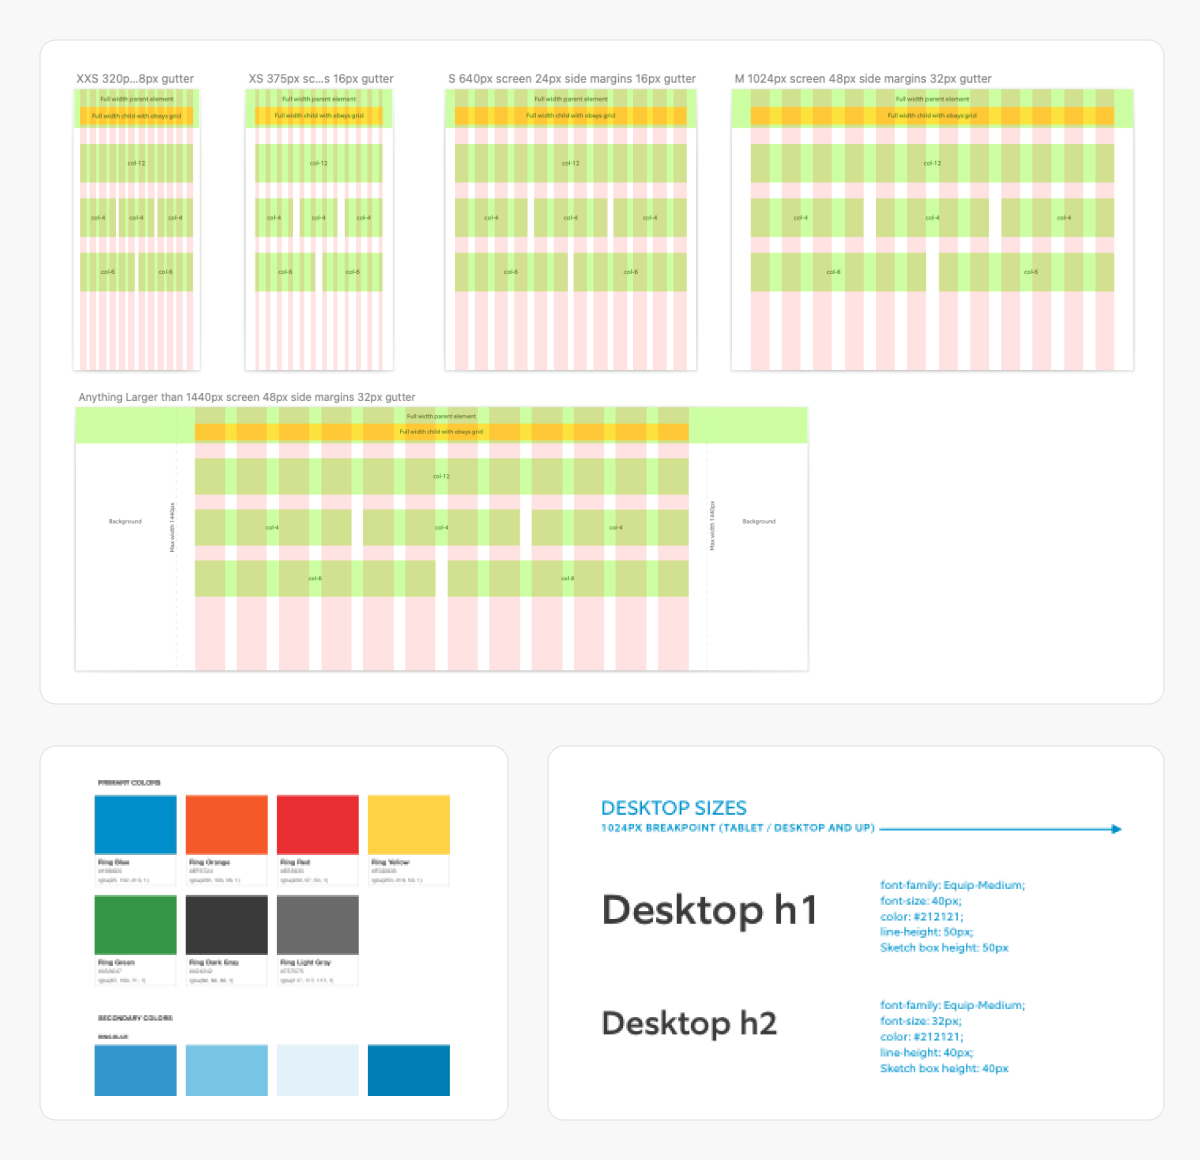 XXS 320p...8px gutter
XS 375px sc...s 16px gutter
S 640px screen 24px side margins 16px gutter
M 1024px screen 48px side margins 32px gutter
Full width parent element
Full width child with obeys grid
col-12
col-4 col-4 col-4
col-6 col-6
Full width parent element
Full width child with obeys grid
col-12
col-4 col-4 col-4
col-6 col-6
Full width parent element
Full width child with obeys grid
col-12
col-4 col-4 col-4
col-6 col-6
Full width parent element
Full width child with obeys grid
col-12
col-4 col-4 col-4
col-6 col-6
Anything Larger than 1440px screen 48px side margins 32px gutter
Full width parent element
Full width child with obeys grid
col-12
Background
Max width 1440px
col-4 col-4 col-4
Max width 1440px
Background
col-6 col-6
PRIMARY COLORS
Ring Blue
Ring Orange
Ring Red
Ring Yellow
Ring Green
Ring Dark Gray
Ring Light Gray
SECONDARY COLORS
RING BLUE
DESKTOP SIZES
1024PX BREAKPOINT (TABLET / DESKTOP AND UP)
Desktop h1
font-family: Equip-Medium;
font-size: 40px;
color: #212121;
line-height: 50px;
Sketch box height: 50px
Desktop h2
font-family: Equip-Medium;
font-size: 32px;
color: #212121;
line-height: 40px;
Sketch box height: 40px